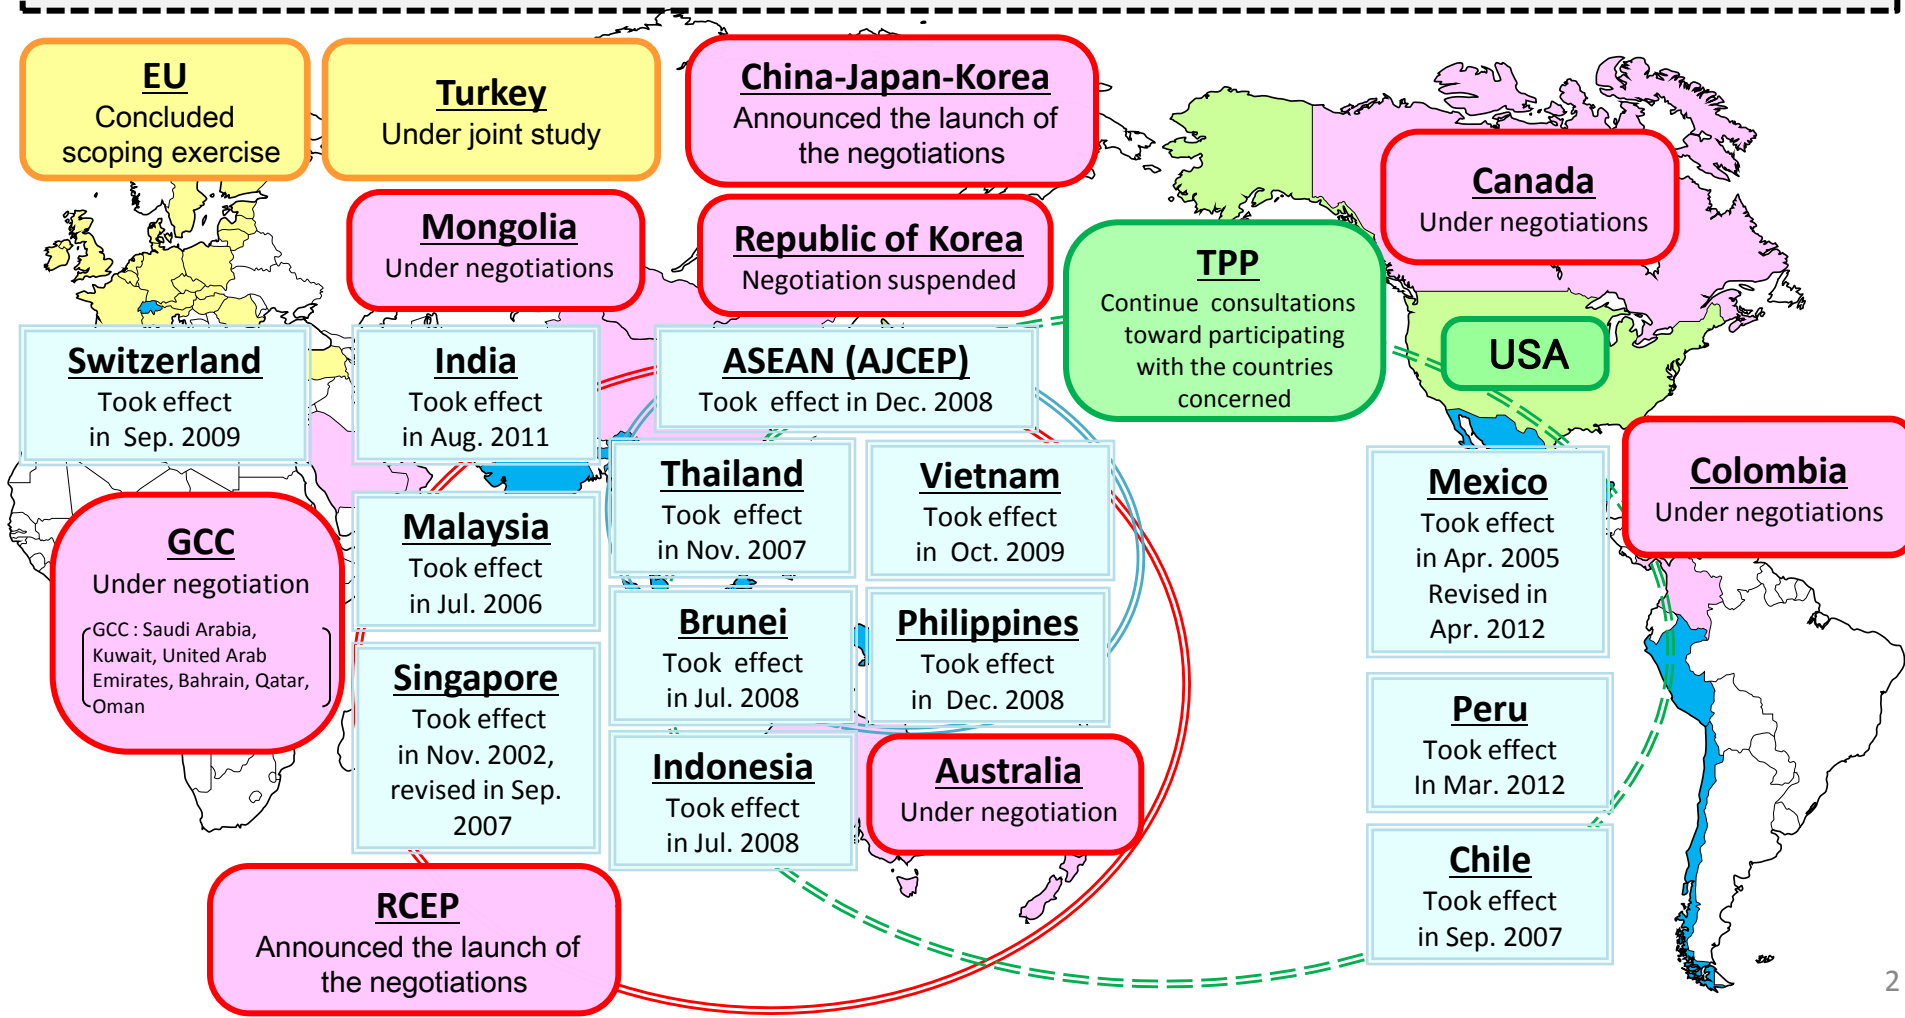 EU
Concluded
scoping exercise
Turkey
Under joint study
China-Japan-Korea
Announced the launch of
the negotiations
Canada
Under negotiations
Mongolia
Under negotiations
Republic of Korea
Negotiation suspended
TPP
Continue consultations
toward participating
with the countries
concerned
USA
Switzerland
Took effect
in Sep. 2009
India
Took effect
in Aug. 2011
ASEAN (AJCEP)
Took effect in Dec. 2008
Thailand
Took effect
in Nov. 2007
Vietnam
Took effect
in Oct. 2009
Mexico
Took effect
in Apr. 2005
Revised in
Apr. 2012
Colombia
Under negotiations
GCC
Under negotiation
GCC : Saudi Arabia,
Kuwait, United Arab
Emirates, Bahrain, Qatar,
Oman
Malaysia
Took effect
in Jul. 2006
Brunei
Took effect
in Jul. 2008
Philippines
Took effect
in Dec. 2008
Singapore
Took effect
in Nov. 2002,
revised in Sep.
2007
Indonesia
Took effect
in Jul. 2008
Australia
Under negotiation
Peru
Took effect
In Mar. 2012
Chile
Took effect
in Sep. 2007
RCEP
Announced the launch of
the negotiations
2